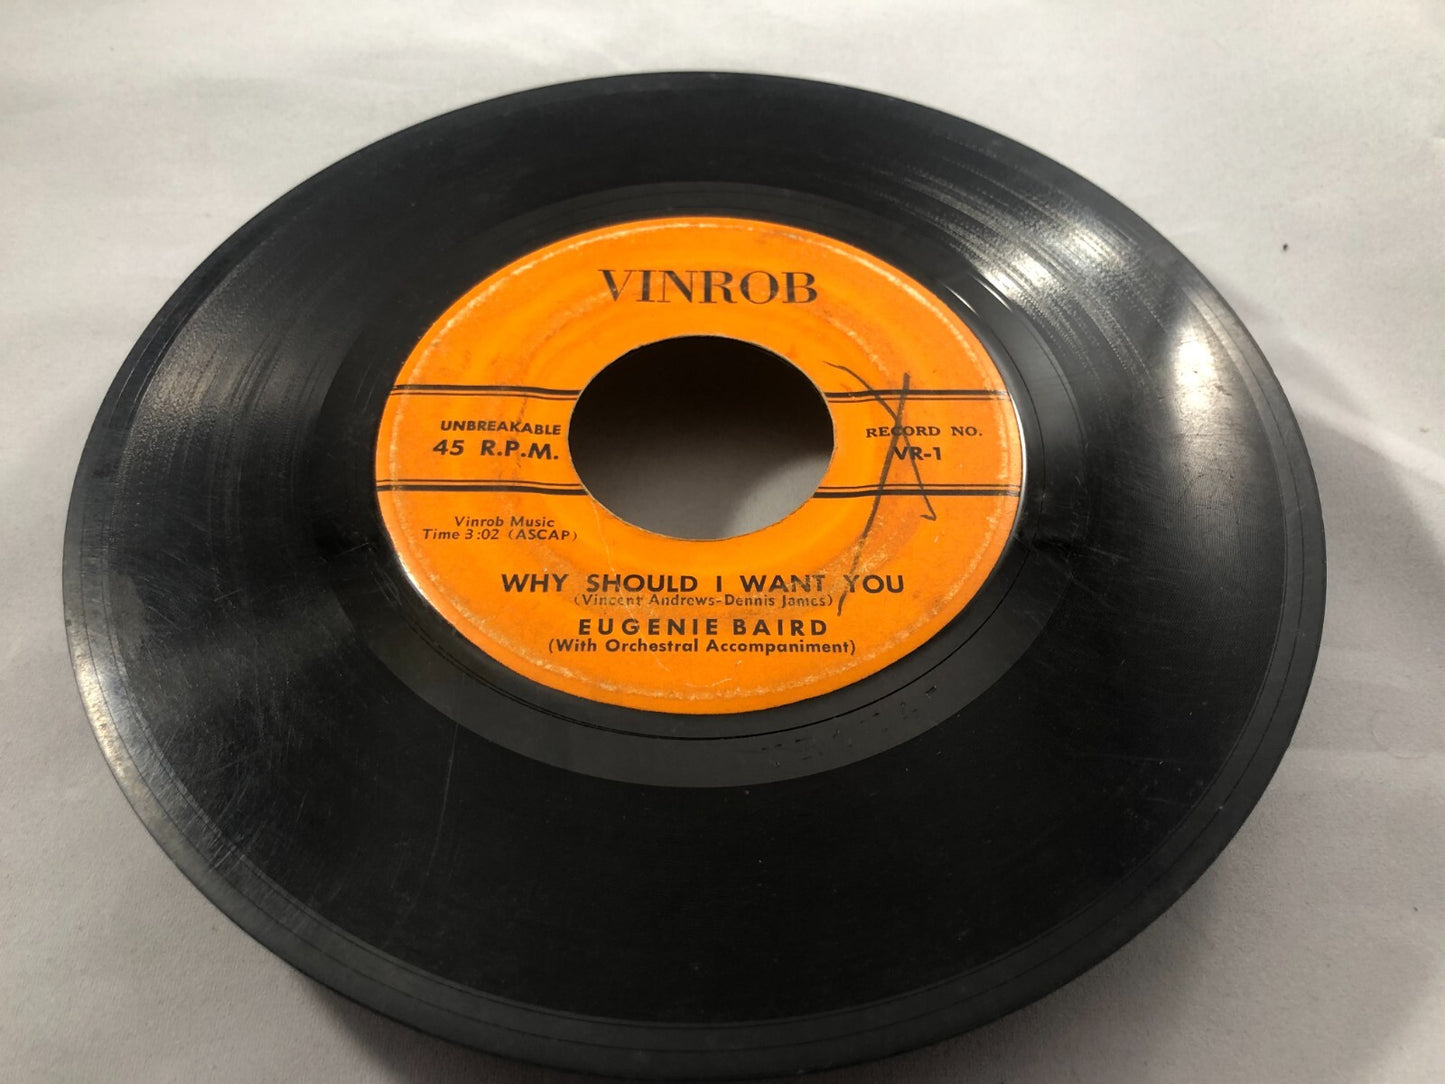 VINROB
UNBREAKABLE
45 R.P.M.
RECORD NO.
VR-1
Vinrob Music
Time 3:02 (ASCAP)
WHY SHOULD I WANT YOU
(Vincent Andrews-Dennis James)
EUGENIE BAIRD
(With Orchestral Accompaniment)